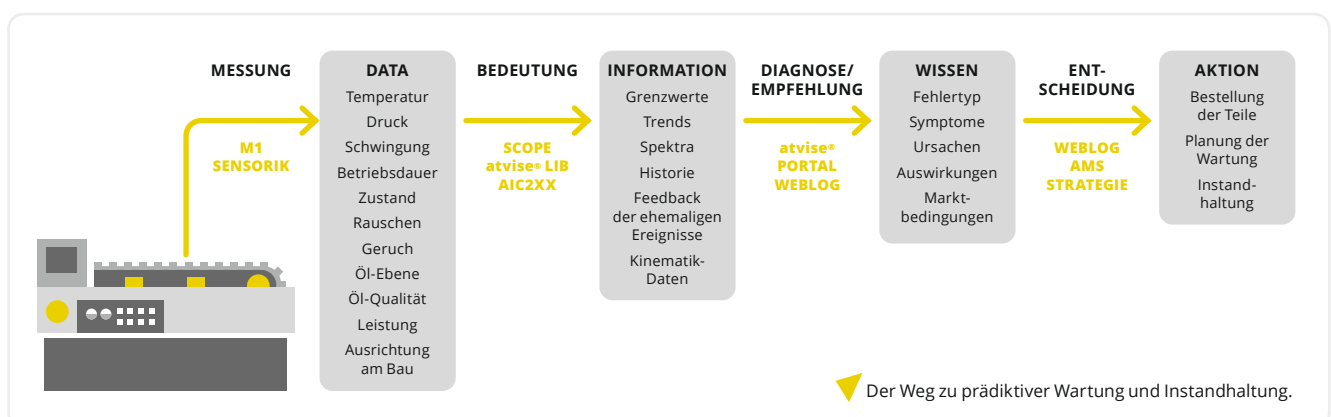 MESSUNG
M1
SENSORIK
DATA
Temperatur
Druck
Schwingung
Betriebsdauer
Zustand
Rauschen
Geruch
Öl-Ebene
Öl-Qualität
Leistung
Ausrichtung
am Bau
BEDEUTUNG
SCOPE
atvise® LIB
AIC2XX
INFORMATION
Grenzwerte
Trends
Spektra
Historie
Feedback
der ehemaligen
Ereignisse
Kinematik-
Daten
DIAGNOSE/
EMPFEHLUNG
atvise®
PORTAL
WEBLOG
WISSEN
Fehlertyp
Symptome
Ursachen
Auswirkungen
Markt-
bedingungen
ENT-
SCHEIDUNG
WEBLOG
AMS
STRATEGIE
AKTION
Bestellung
der Teile
Planung der
Wartung
Instand-
haltung
Der Weg zu prädiktiver Wartung und Instandhaltung.